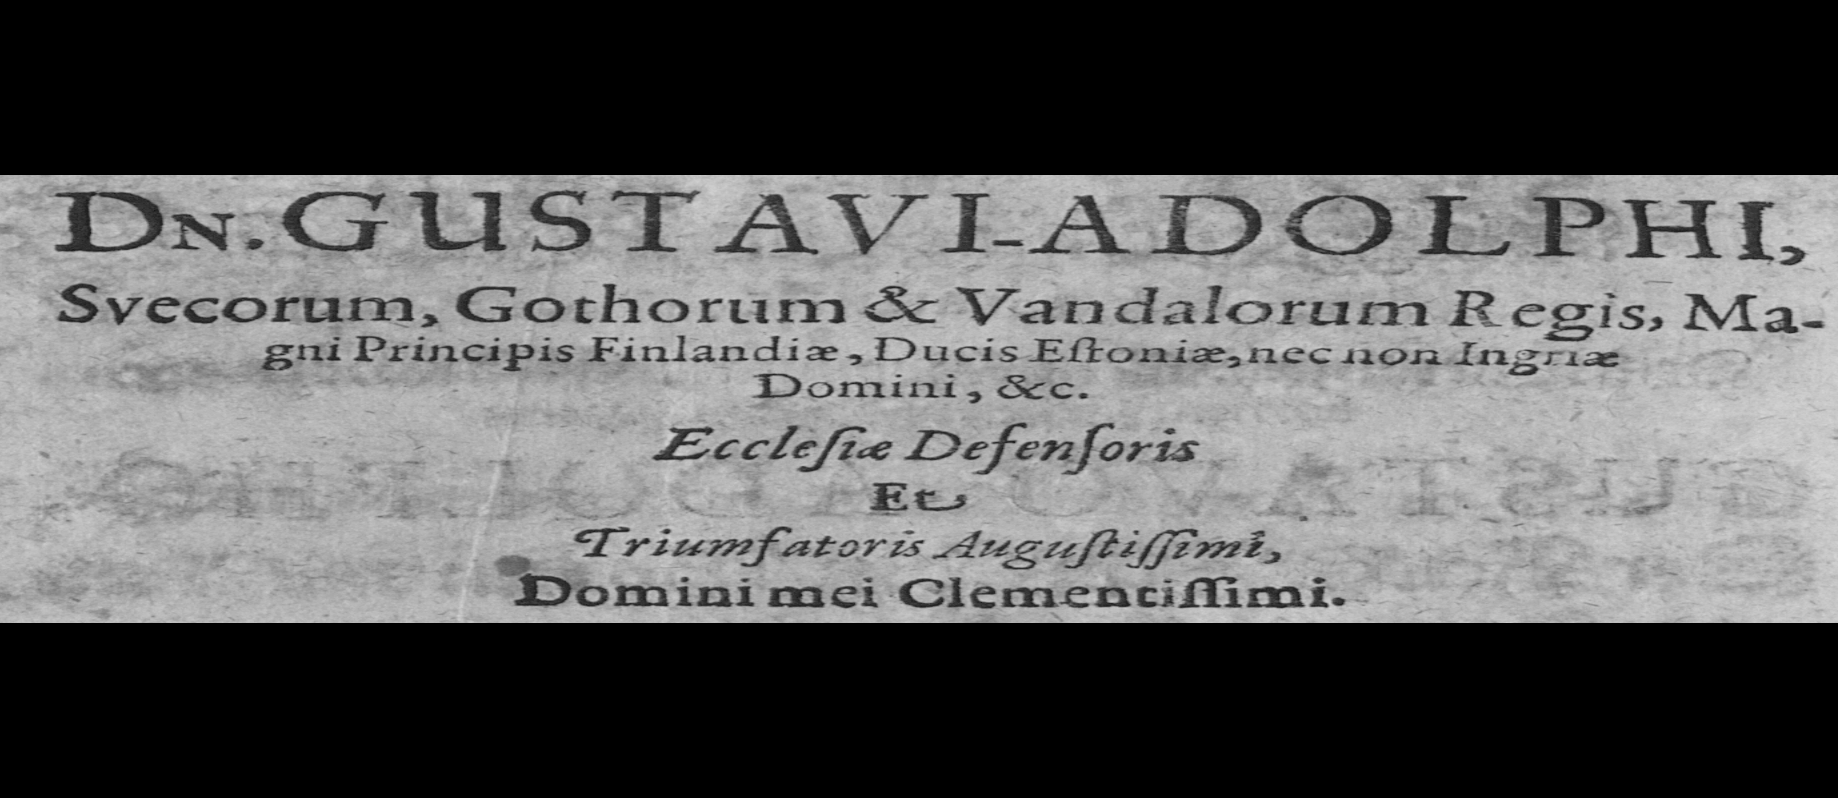 DN. GUSTAVI-ADOLPHI,
Svecorum, Gothorum & Vandalorum Regis, Ma-
gni Principis Finlandiæ, Ducis Eſtoniæ, nec non Ingriæ
Domini, &c.
Eccleſiæ Defenſoris
Et
Triumfatoris Auguſtiſſimi,
Domini mei Clementiſſimi.